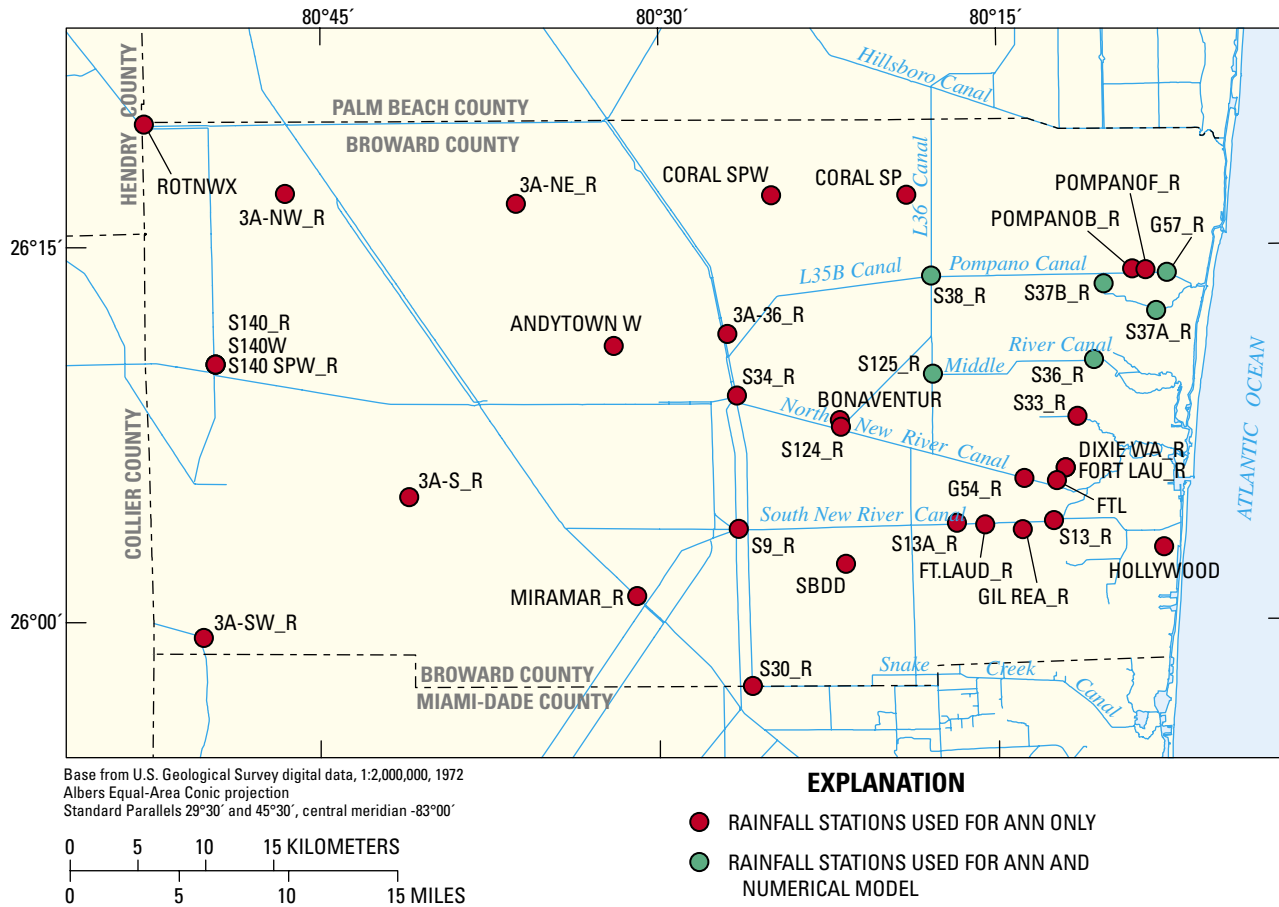 80°45´
80°30´
80°15´
Hillsboro Canal
HENDRY COUNTY
PALM BEACH COUNTY
BROWARD COUNTY
ROTNWX
3A-NW_R
3A-NE_R
CORAL SPW
CORAL SP
L36 Canal
POMPANOF_R
POMPANOB_R
G57_R
26°15´
L35B Canal
Pompano Canal
S38_R
S37B_R
S37A_R
3A-36_R
ANDYTOWN W
S140_R
S140W
S140 SPW_R
S125_R
Middle River Canal
S36_R
S34_R
BONAVENTUR
S33_R
North New River Canal
S124_R
DIXIE WA_R
FORT LAU_R
G54_R
FTL
3A-S_R
COLLIER COUNTY
ATLANTIC OCEAN
South New River Canal
S9_R
S13A_R
S13_R
FT.LAUD_R
GIL REA_R
HOLLYWOOD
SBDD
MIRAMAR_R
26°00´
3A-SW_R
BROWARD COUNTY
MIAMI-DADE COUNTY
S30_R
Snake Creek Canal
Base from U.S. Geological Survey digital data, 1:2,000,000, 1972
Albers Equal-Area Conic projection
Standard Parallels 29°30´ and 45°30´, central meridian -83°00´
0 5 10 15 KILOMETERS
0 5 10 15 MILES
EXPLANATION
RAINFALL STATIONS USED FOR ANN ONLY
RAINFALL STATIONS USED FOR ANN AND
NUMERICAL MODEL